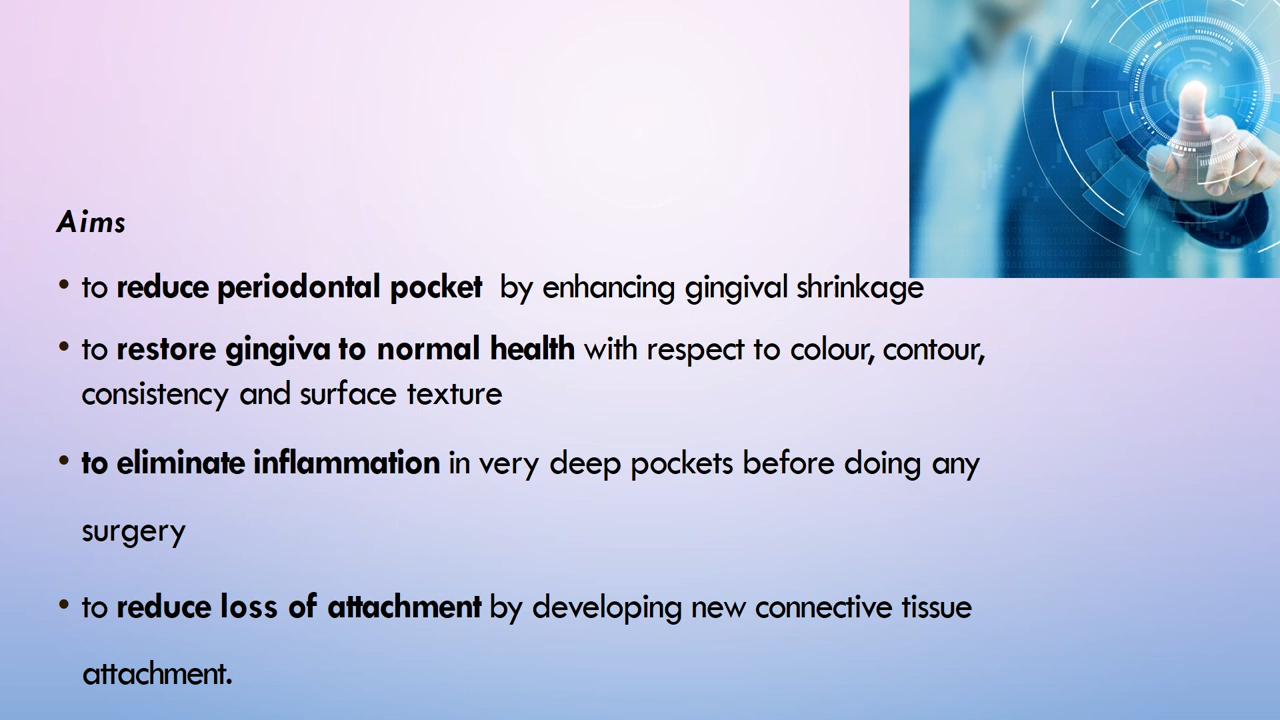 Aims
• to reduce periodontal pocket by enhancing gingival shrinkage
• to restore gingiva to normal health with respect to colour, contour,
consistency and surface texture
• to eliminate inflammation in very deep pockets before doing any
surgery
• to reduce loss of attachment by developing new connective tissue
attachment.